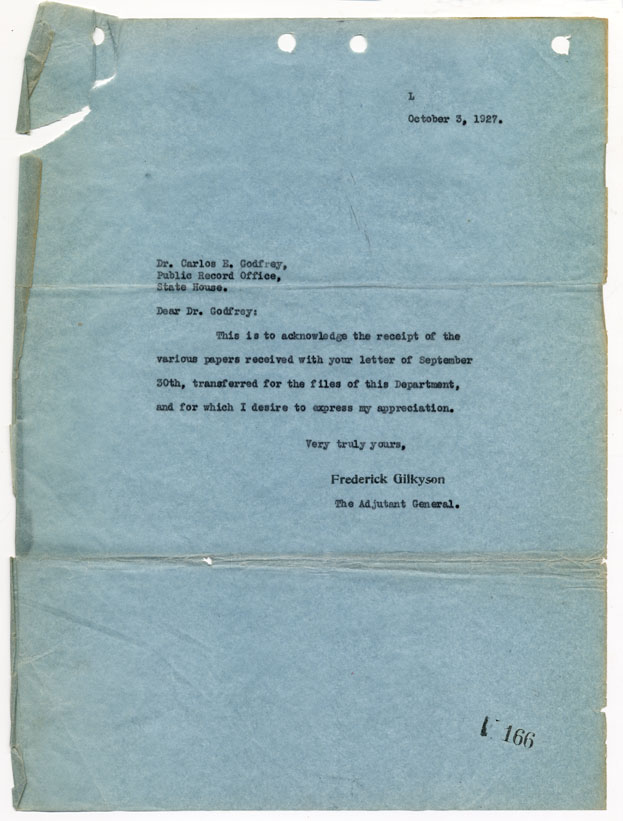 L
October 3, 1927.
Dr. Carlos E. Godfrey,
Public Record Office,
State House.
Dear Dr. Godfrey:
This is to acknowledge the receipt of the
various papers received with your letter of September
30th, transferred for the files of this Department,
and for which I desire to express my appreciation.
Very truly yours,
Frederick Gilkyson
The Adjutant General.
166